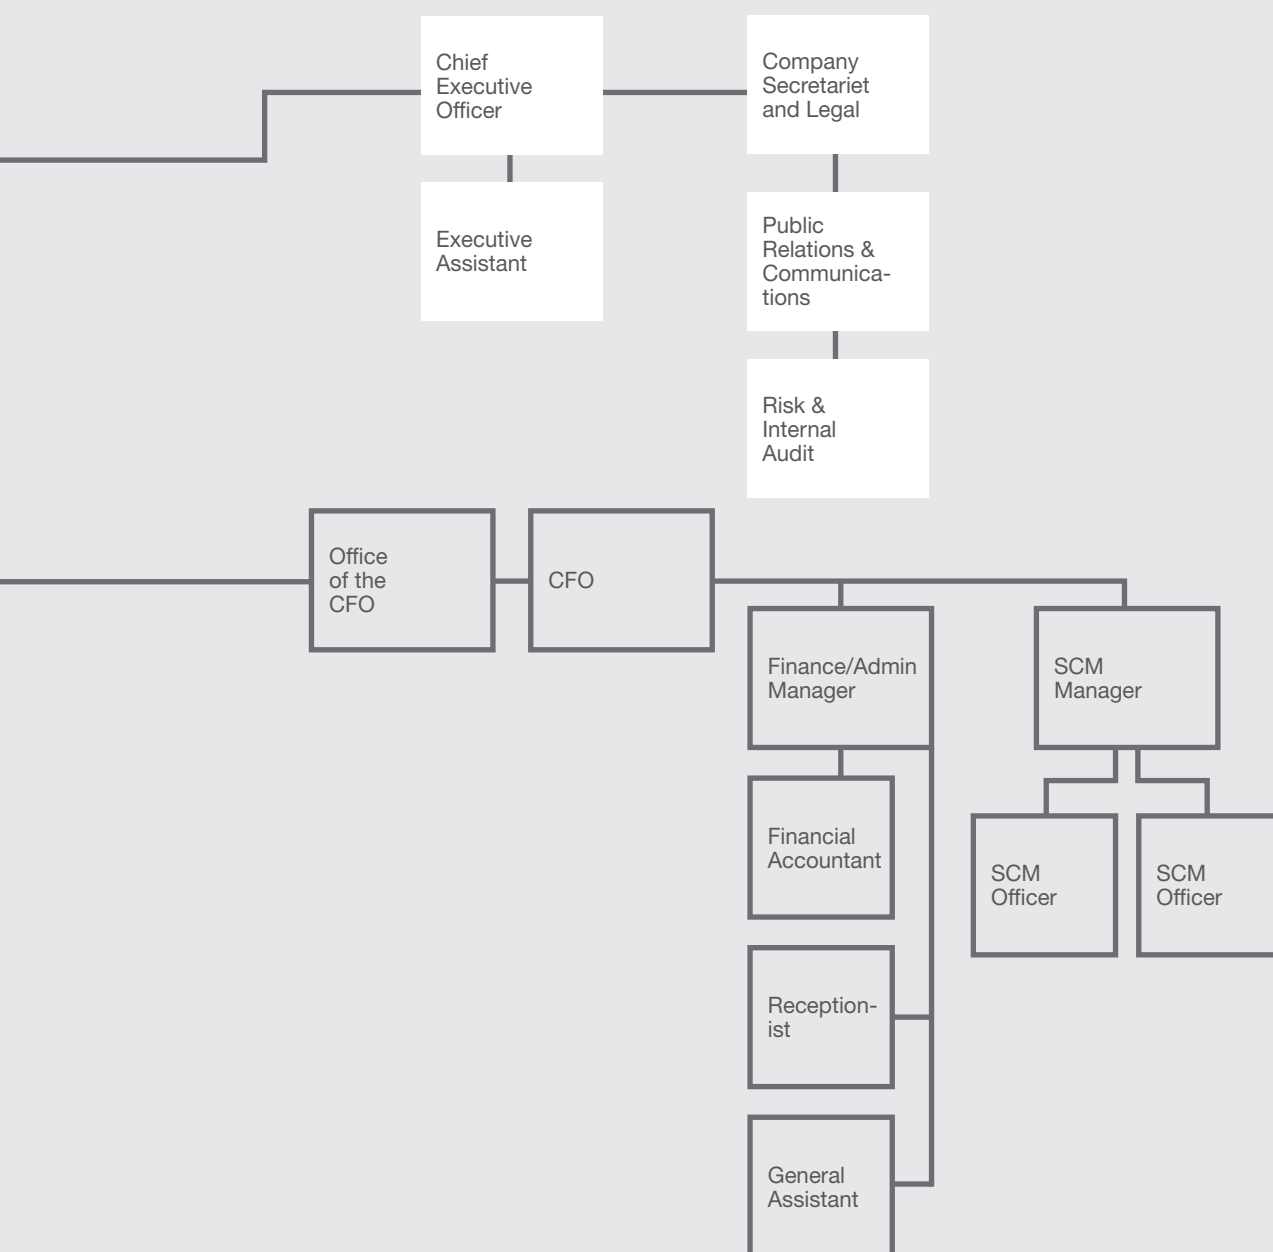 Chief
Executive
Officer
Company
Secretariet
and Legal
Executive
Assistant
Public
Relations &
Communica-
tions
Risk &
Internal
Audit
Office
of the
CFO
CFO
Finance/Admin
Manager
SCM
Manager
Financial
Accountant
SCM
Officer
SCM
Officer
Reception-
ist
General
Assistant